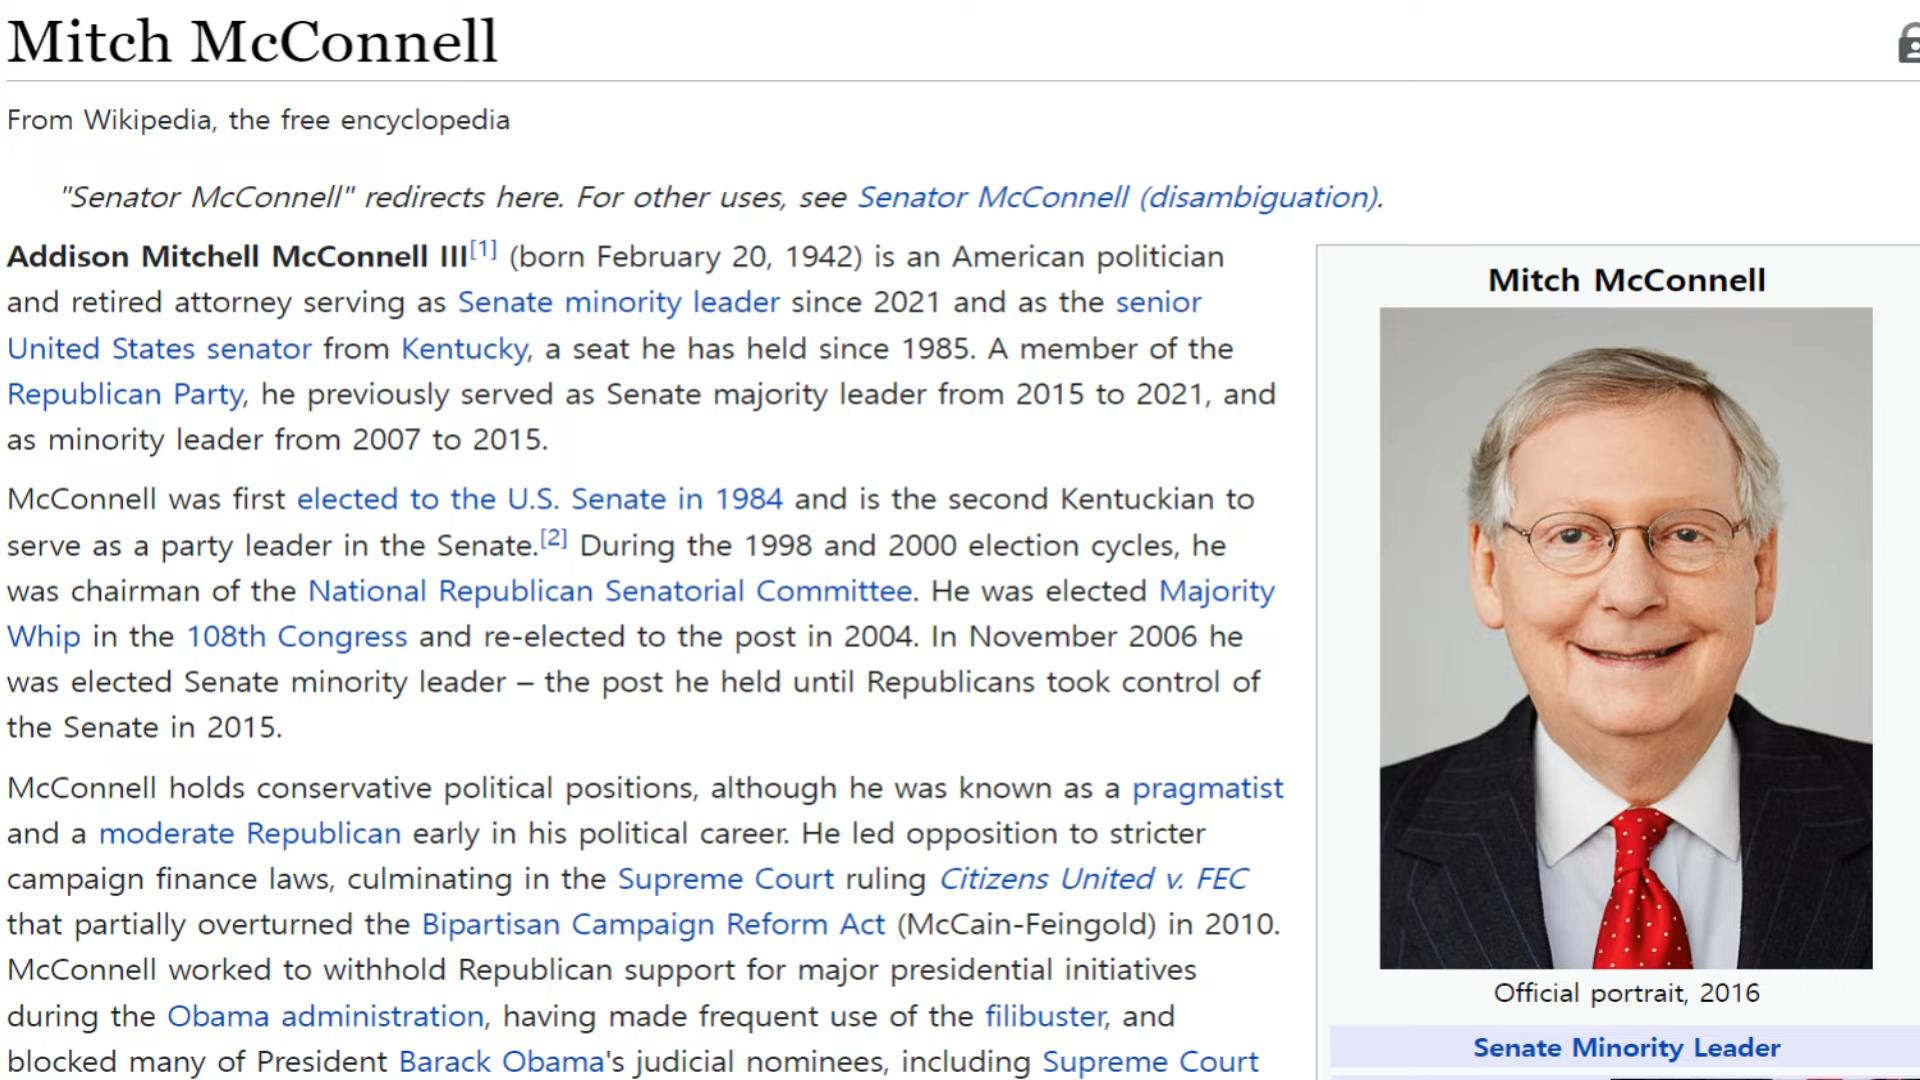 Mitch McConnell
From Wikipedia, the free encyclopedia
"Senator McConnell" redirects here. For other uses, see Senator McConnell (disambiguation).
Addison Mitchell McConnell III[1] (born February 20, 1942) is an American politician
and retired attorney serving as Senate minority leader since 2021 and as the senior
United States senator from Kentucky, a seat he has held since 1985. A member of the
Republican Party, he previously served as Senate majority leader from 2015 to 2021, and
as minority leader from 2007 to 2015.
McConnell was first elected to the U.S. Senate in 1984 and is the second Kentuckian to
serve as a party leader in the Senate.[2] During the 1998 and 2000 election cycles, he
was chairman of the National Republican Senatorial Committee. He was elected Majority
Whip in the 108th Congress and re-elected to the post in 2004. In November 2006 he
was elected Senate minority leader – the post he held until Republicans took control of
the Senate in 2015.
McConnell holds conservative political positions, although he was known as a pragmatist
and a moderate Republican early in his political career. He led opposition to stricter
campaign finance laws, culminating in the Supreme Court ruling Citizens United v. FEC
that partially overturned the Bipartisan Campaign Reform Act (McCain-Feingold) in 2010.
McConnell worked to withhold Republican support for major presidential initiatives
during the Obama administration, having made frequent use of the filibuster, and
blocked many of President Barack Obama's judicial nominees, including Supreme Court
Mitch McConnell
Official portrait, 2016
Senate Minority Leader